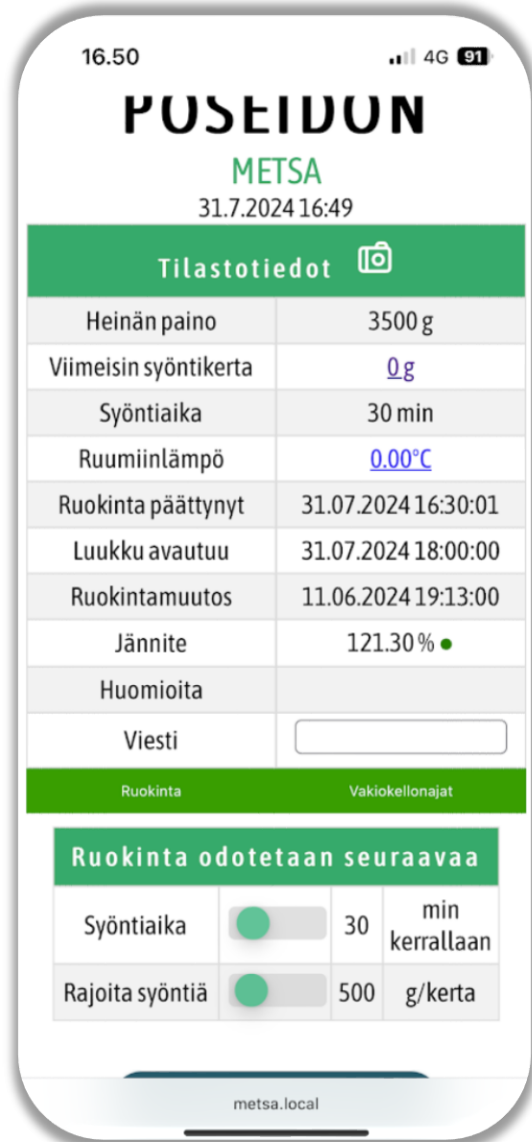 16.50
4G 91
POSEIDON
METSA
31.7.2024 16:49
Tilastotiedot
Heinän paino 3500 g
Viimeisin syöntikerta 0 g
Syöntiaika 30 min
Ruumiinlämpö 0.00°C
Ruokinta päättynyt 31.07.2024 16:30:01
Luukku avautuu 31.07.2024 18:00:00
Ruokintamuutos 11.06.2024 19:13:00
Jännite 121.30 %
Huomioita
Viesti
Ruokinta Vakiokellonajat
Ruokinta odotetaan seuraavaa
Syöntiaika 30 min
kerrallaan
Rajoita syöntiä 500 g/kerta
metsa.local